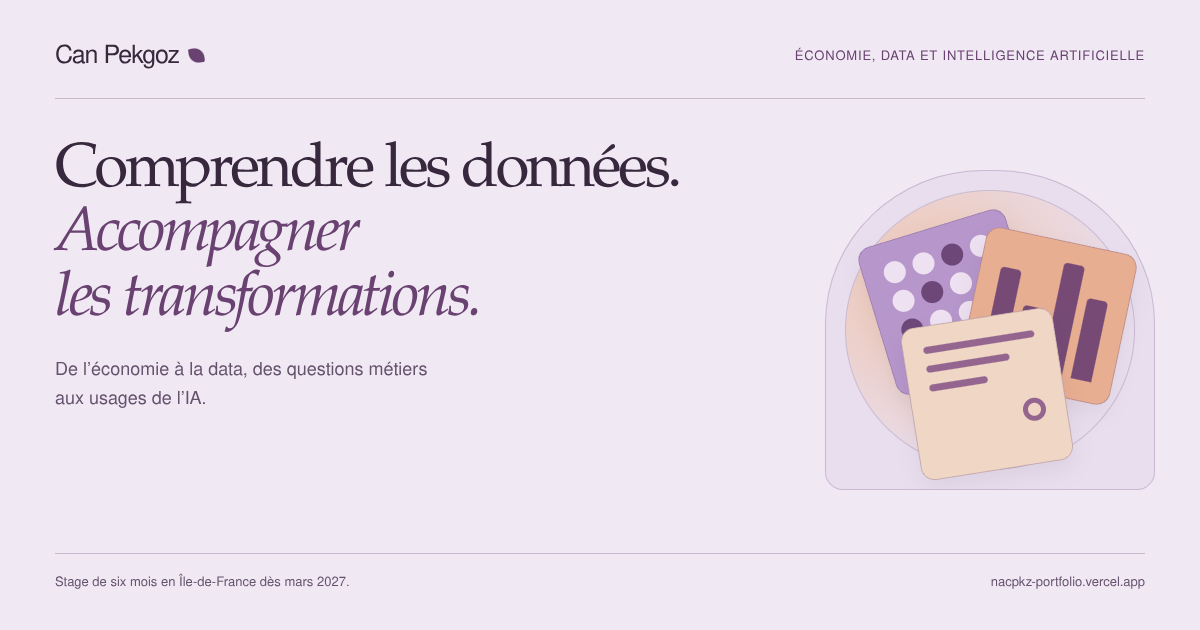 Can Pekgoz
ÉCONOMIE, DATA ET INTELLIGENCE ARTIFICIELLE
Comprendre les données.
Accompagner
les transformations.
De l’économie à la data, des questions métiers
aux usages de l’IA.
Stage de six mois en Île-de-France dès mars 2027.
nacpkz-portfolio.vercel.app